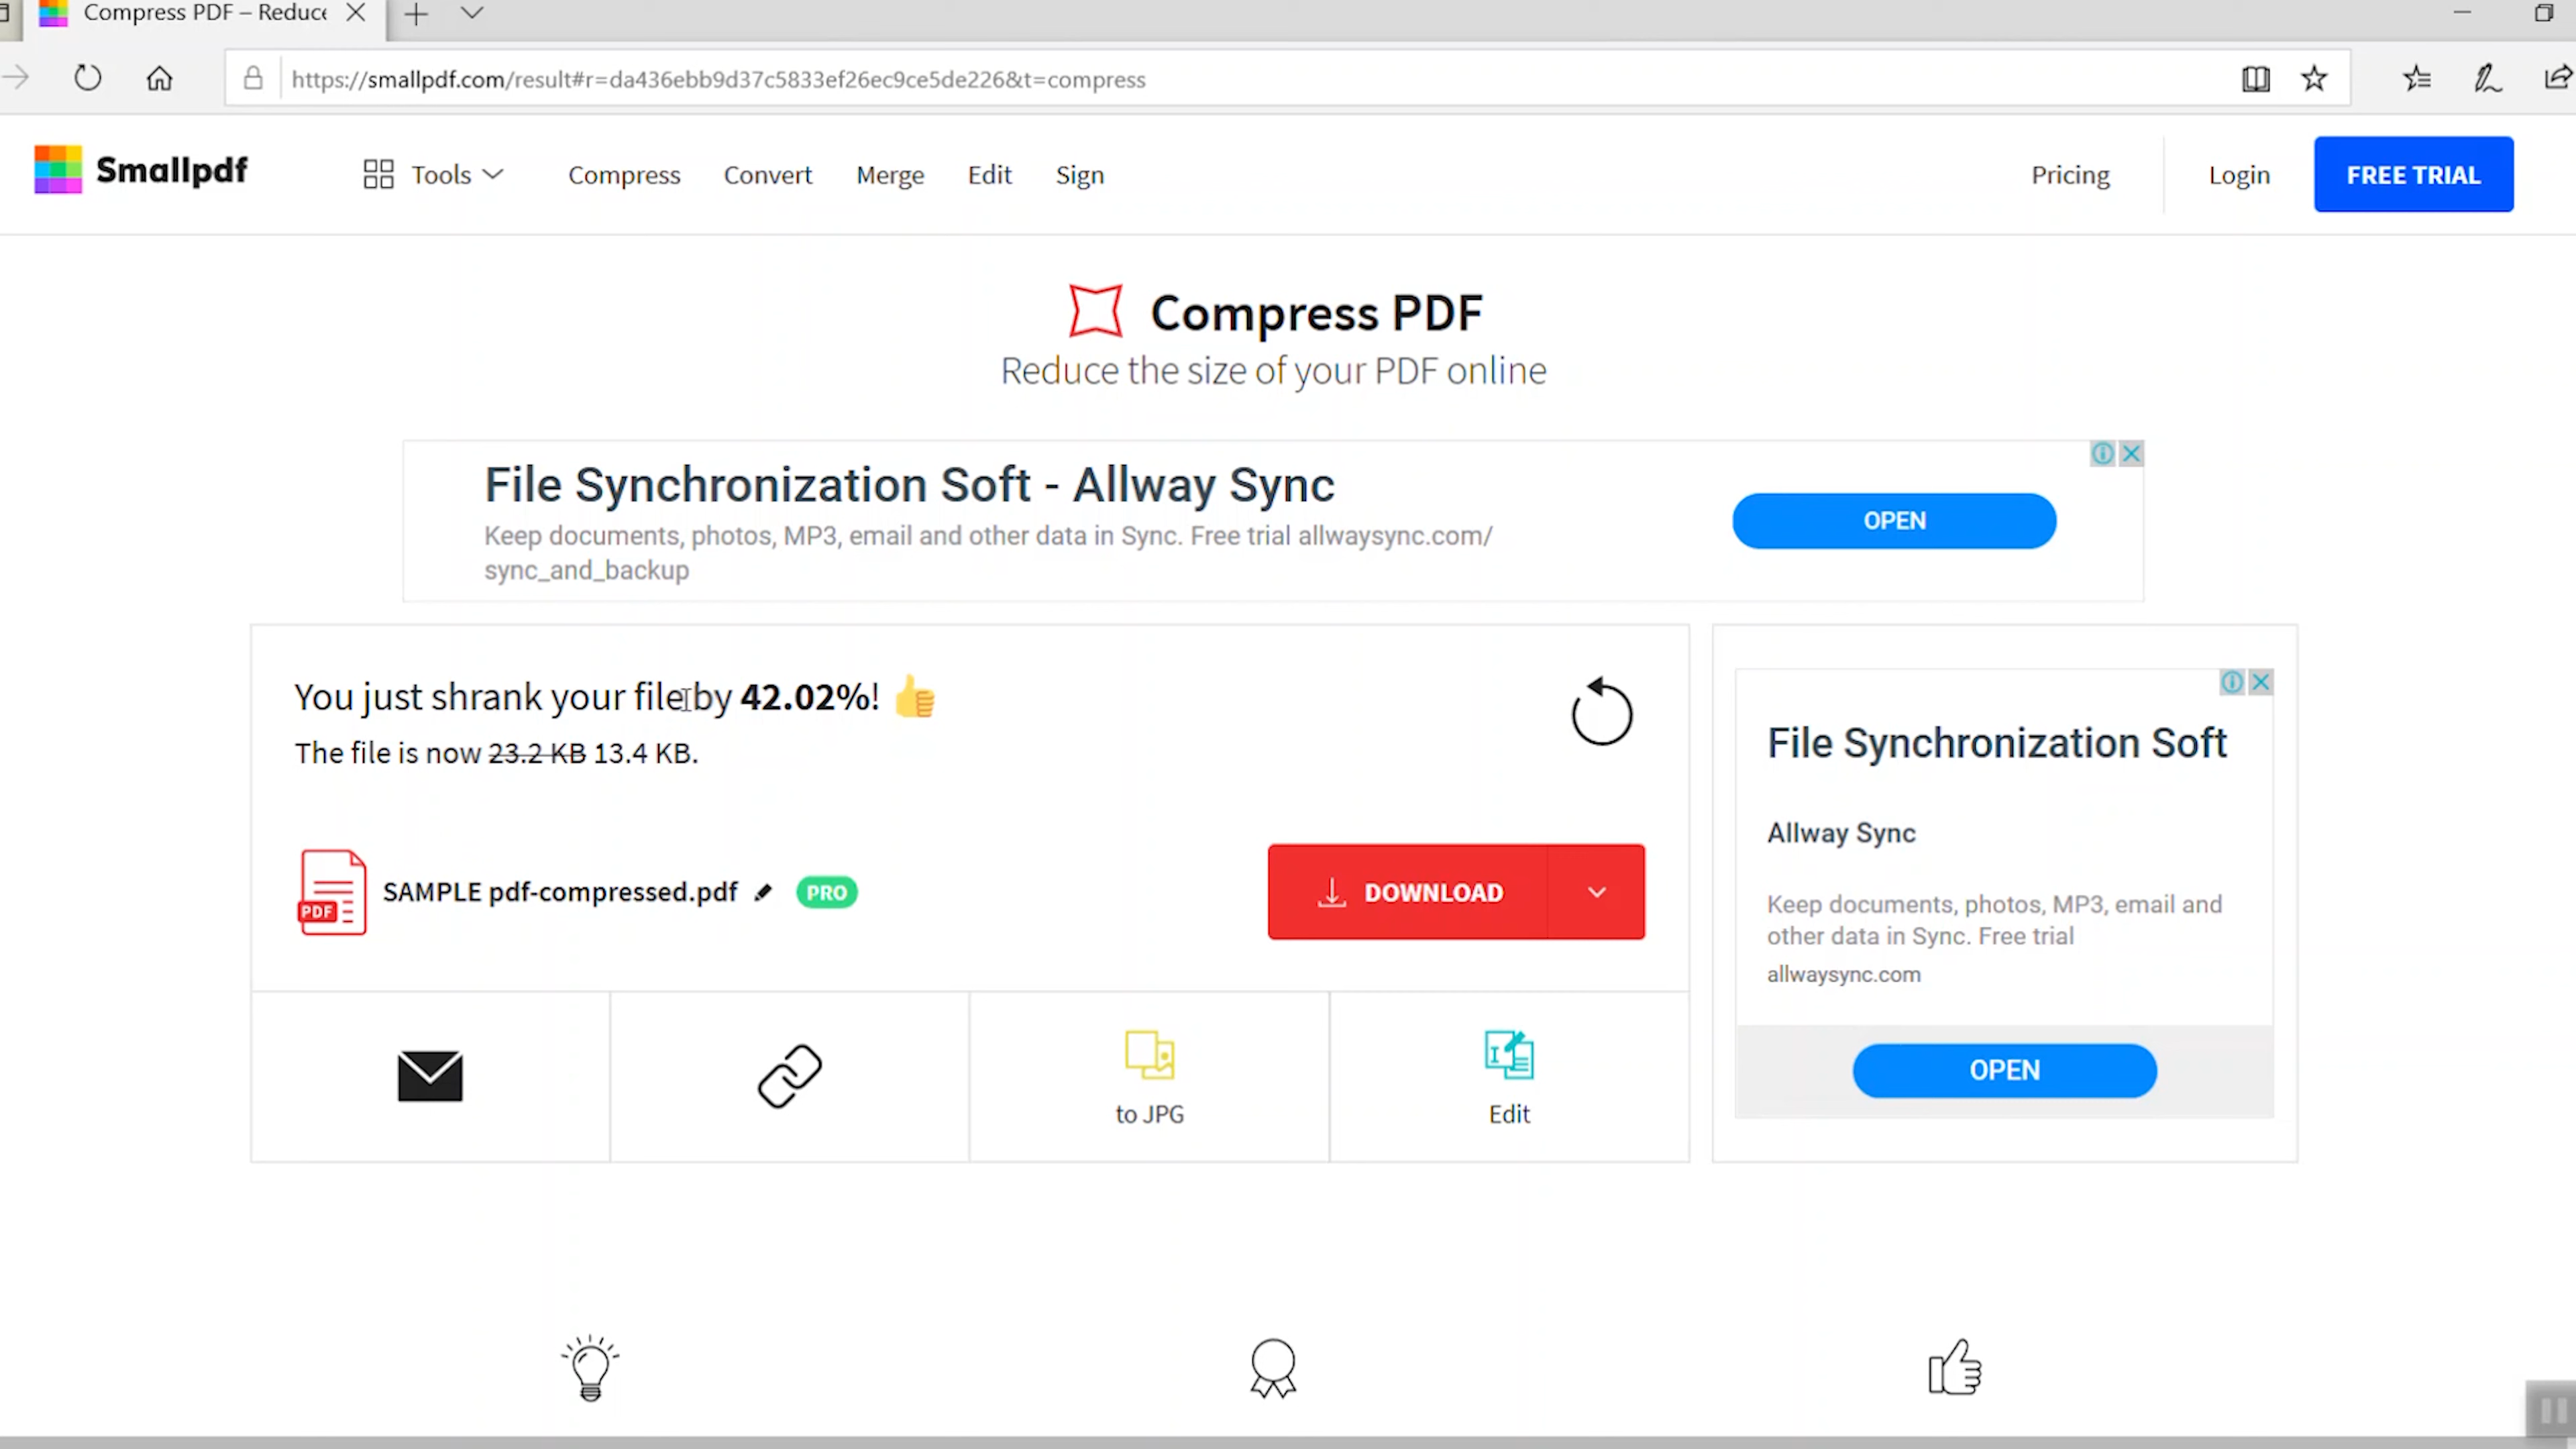 Compress PDF – Reduce
https://smallpdf.com/result#r=da436ebb9d37c5833ef26ec9ce5de226&t=compress
Smallpdf
Tools
Compress
Convert
Merge
Edit
Sign
Pricing
Login
FREE TRIAL
Compress PDF
Reduce the size of your PDF online
File Synchronization Soft - Allway Sync
Keep documents, photos, MP3, email and other data in Sync. Free trial allwaysync.com/
sync_and_backup
OPEN
You just shrank your file by 42.02%!
The file is now 23.2 KB 13.4 KB.
PDF
SAMPLE pdf-compressed.pdf
PRO
DOWNLOAD
to JPG
Edit
File Synchronization Soft
Allway Sync
Keep documents, photos, MP3, email and
other data in Sync. Free trial
allwaysync.com
OPEN